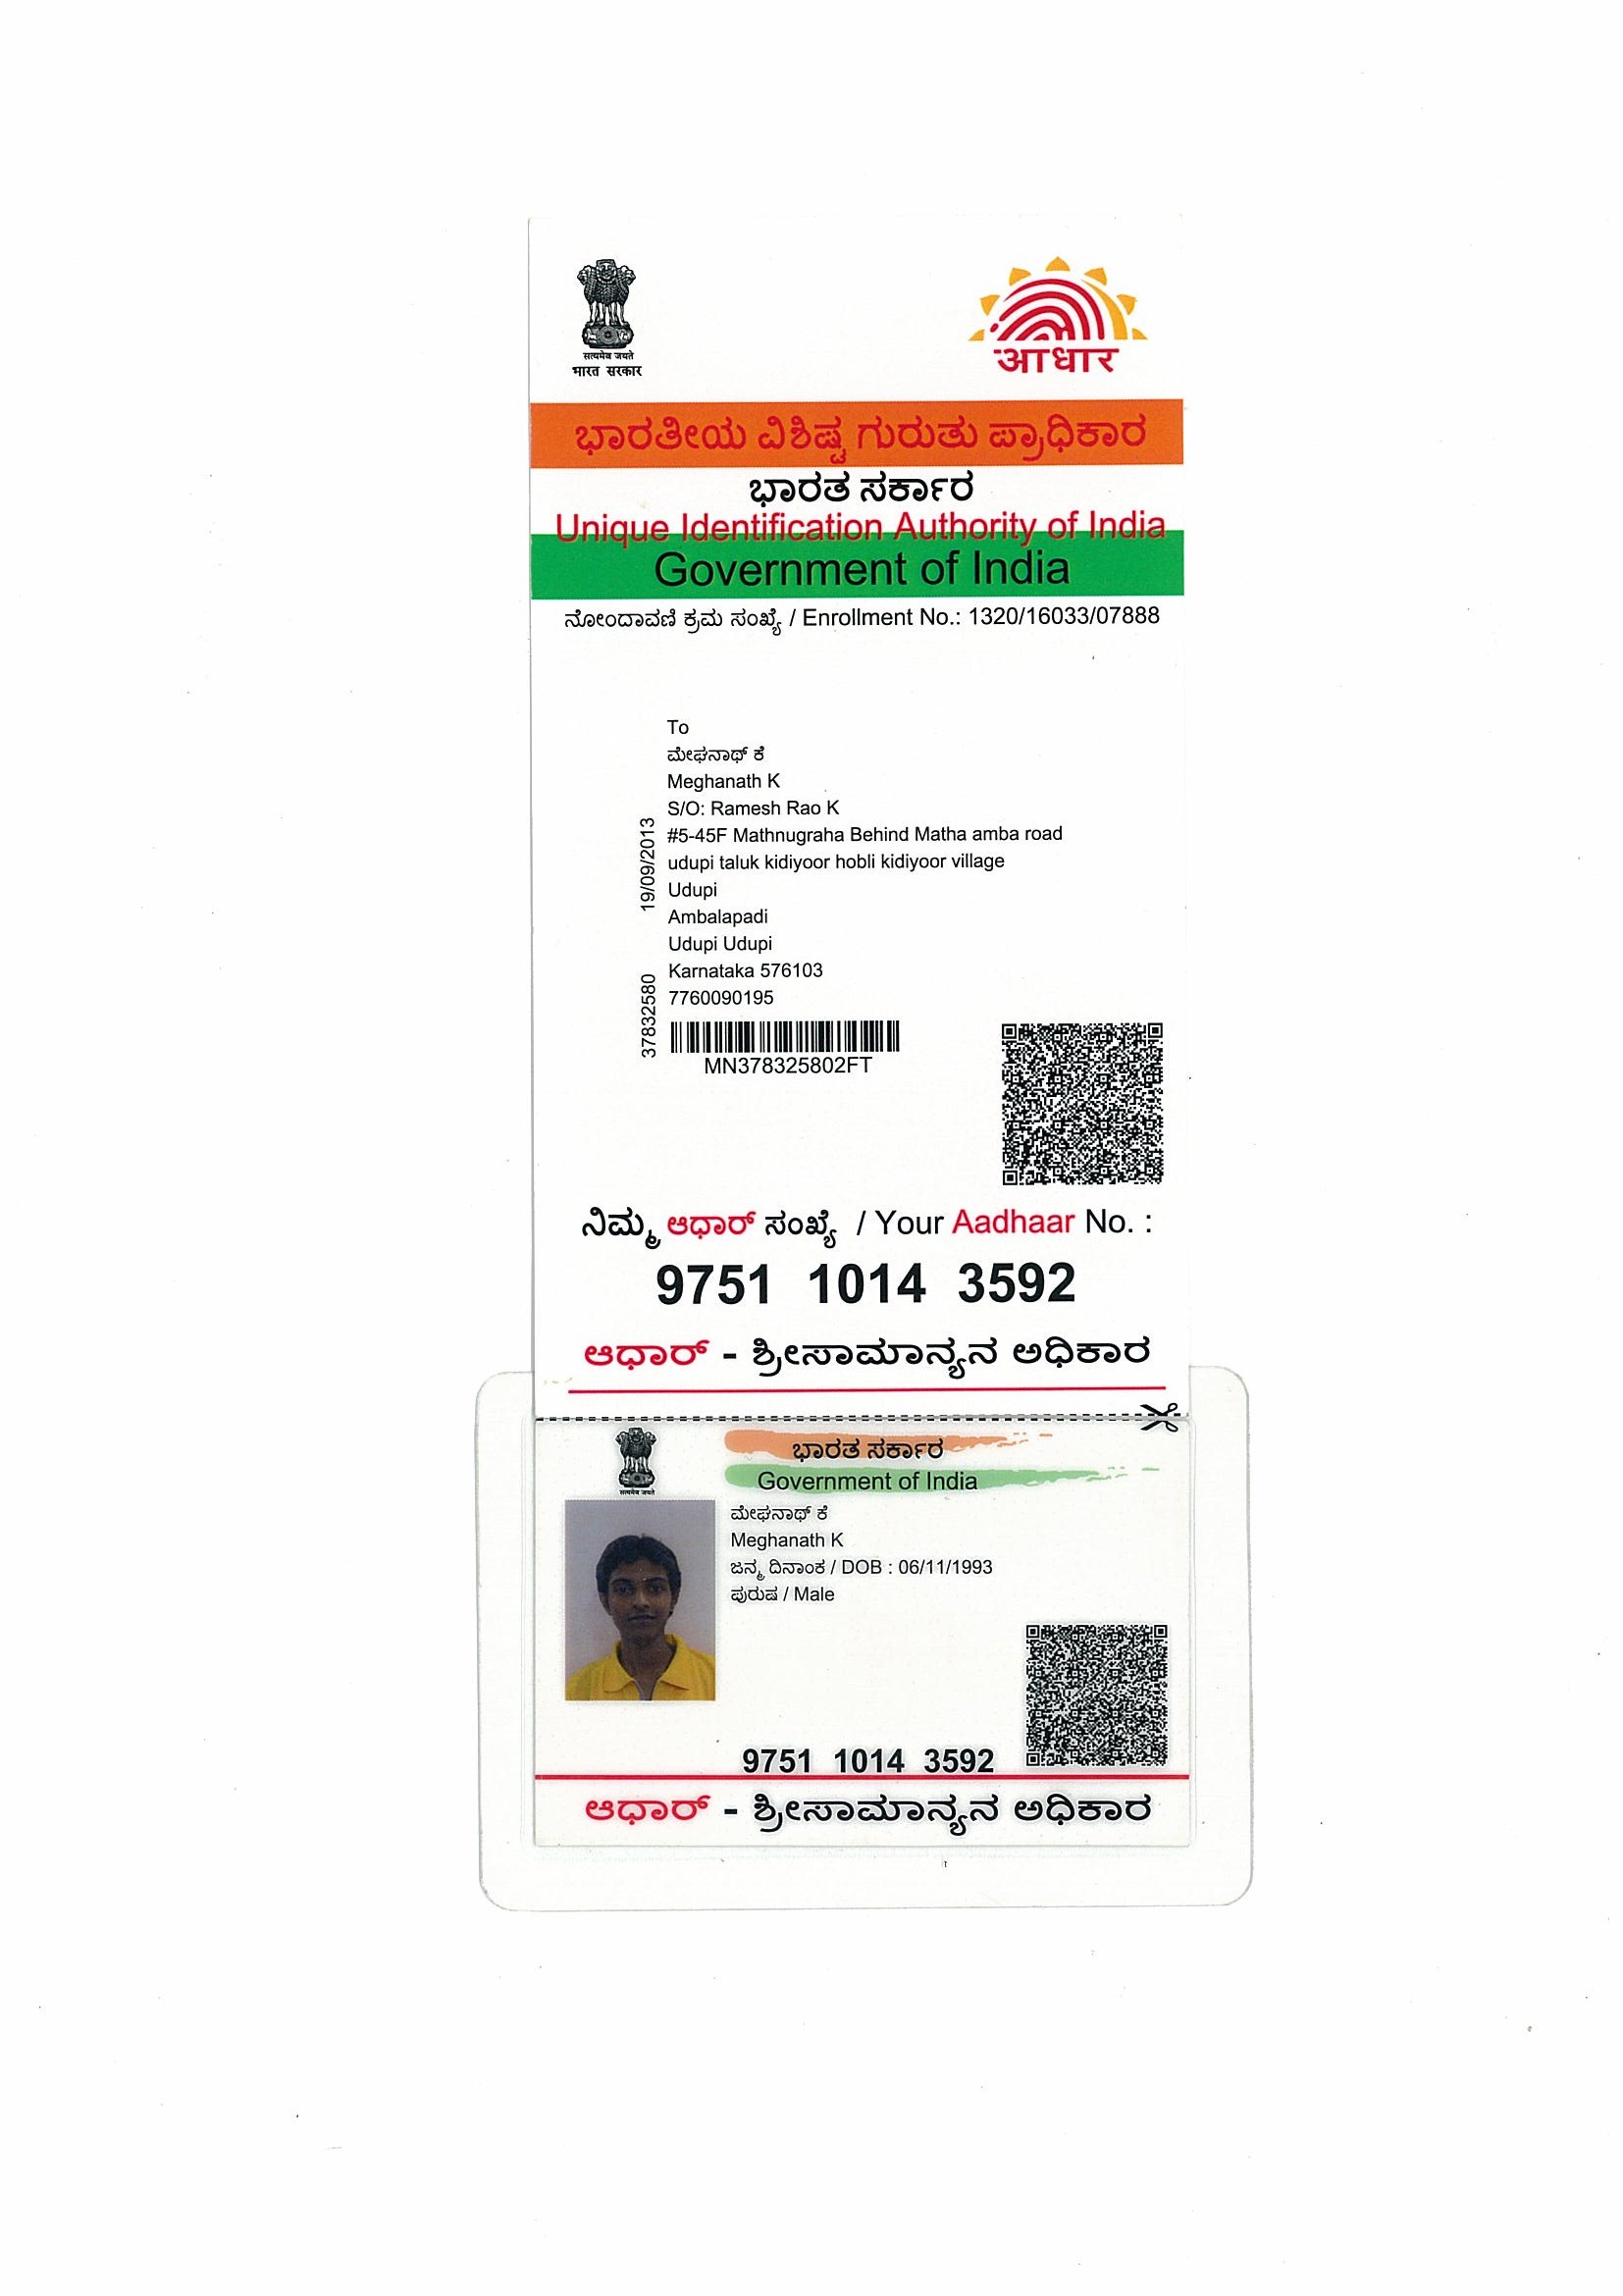 सत्यमेव जयते
भारत सरकार
आधार
ಭಾರತೀಯ ವಿಶಿಷ್ಟ ಗುರುತು ಪ್ರಾಧಿಕಾರ
ಭಾರತ ಸರ್ಕಾರ
Unique Identification Authority of India
Government of India
ನೋಂದಾವಣಿ ಕ್ರಮ ಸಂಖ್ಯೆ / Enrollment No.: 1320/16033/07888
To
ಮೇಘನಾಥ್ ಕೆ
Meghanath K
S/O: Ramesh Rao K
#5-45F Mathnugraha Behind Matha amba road
udupi taluk kidiyoor hobli kidiyoor village
Udupi
Ambalapadi
Udupi Udupi
Karnataka 576103
7760090195
37832580 19/09/2013
MN378325802FT
ನಿಮ್ಮ ಆಧಾರ್ ಸಂಖ್ಯೆ / Your Aadhaar No. :
9751 1014 3592
ಆಧಾರ್ - ಶ್ರೀಸಾಮಾನ್ಯನ ಅಧಿಕಾರ
सत्यमेव जयते
ಭಾರತ ಸರ್ಕಾರ
Government of India
ಮೇಘನಾಥ್ ಕೆ
Meghanath K
ಜನ್ಮ ದಿನಾಂಕ / DOB : 06/11/1993
ಪುರುಷ / Male
9751 1014 3592
ಆಧಾರ್ - ಶ್ರೀಸಾಮಾನ್ಯನ ಅಧಿಕಾರ